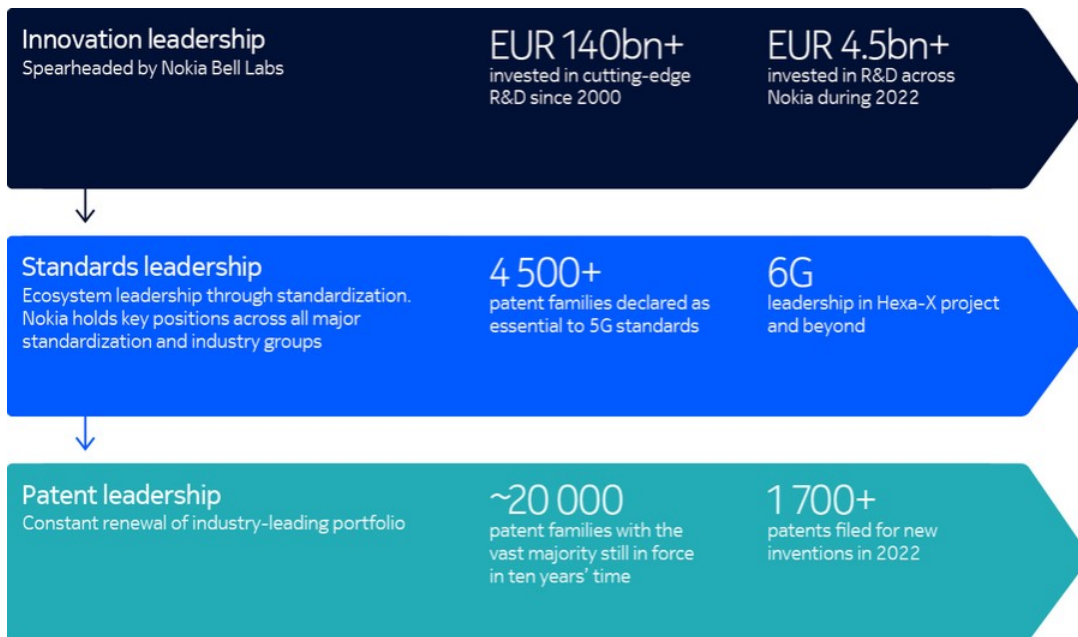 Innovation leadership
Spearheaded by Nokia Bell Labs
EUR 140bn+
invested in cutting-edge
R&D since 2000
EUR 4.5bn+
invested in R&D across
Nokia during 2022
Standards leadership
Ecosystem leadership through standardization.
Nokia holds key positions across all major
standardization and industry groups
4 500+
patent families declared as
essential to 5G standards
6G
leadership in Hexa-X project
and beyond
Patent leadership
Constant renewal of industry-leading portfolio
~20 000
patent families with the
vast majority still in force
in ten years’ time
1 700+
patents filed for new
inventions in 2022